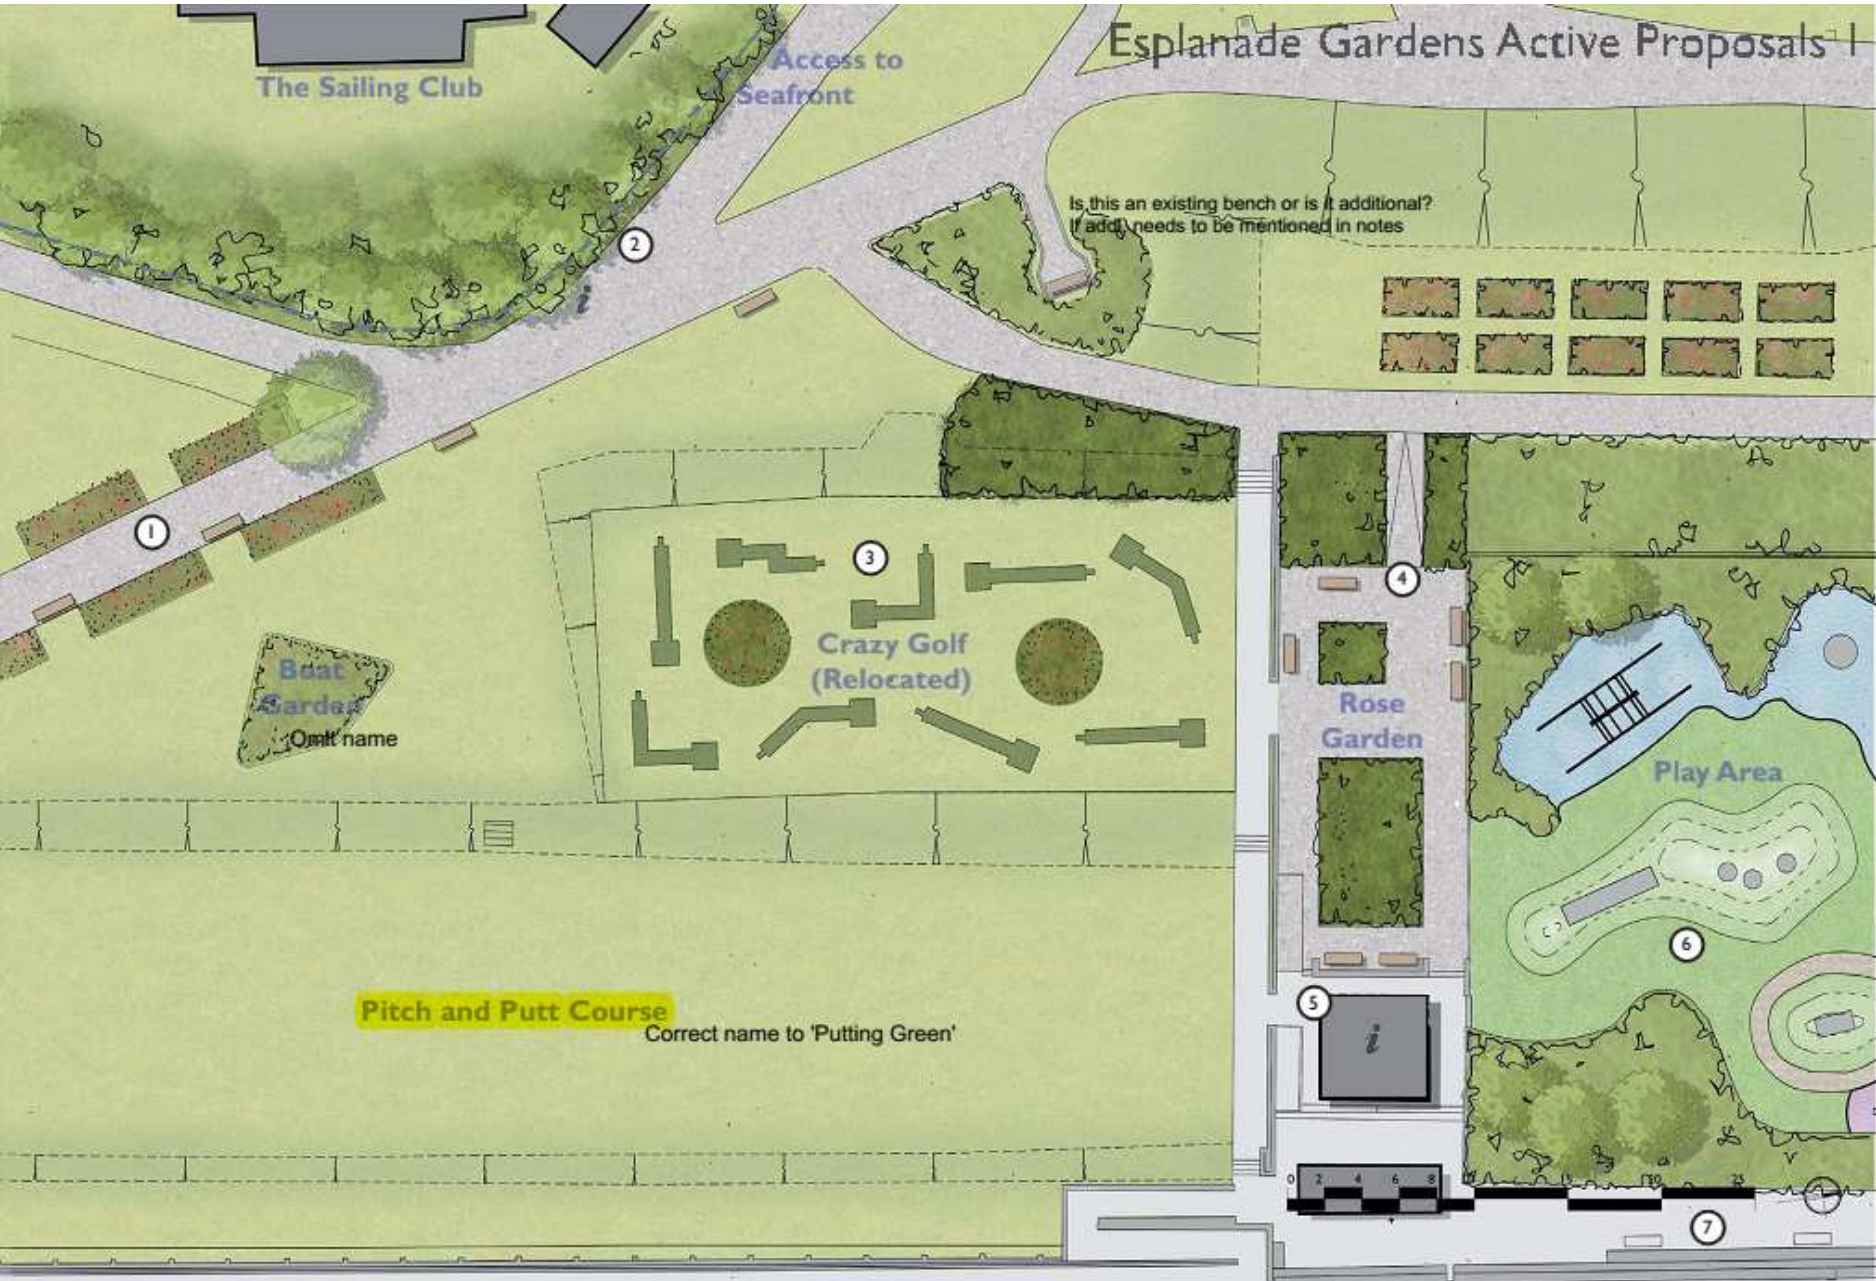 Esplanade Gardens Active Proposals 1
The Sailing Club
Access to
Seafront
Is this an existing bench or is it additional?
If addl, needs to be mentioned in notes
2
1
3
4
Crazy Golf
(Relocated)
Boat
Garden
Omit name
Rose
Garden
Play Area
6
Pitch and Putt Course
Correct name to 'Putting Green'
5
i
i
0 2 4 6 8
25
7